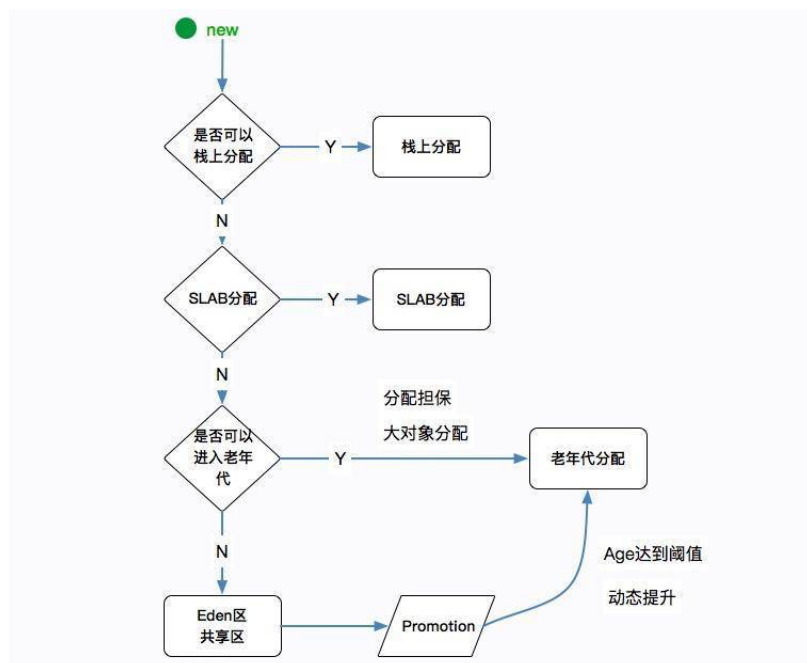 new
是否可以
栈上分配
Y
栈上分配
N
SLAB分配
Y
SLAB分配
N
分配担保
大对象分配
是否可以
进入老年
代
Y
老年代分配
N
Age达到阈值
动态提升
Eden区
共享区
Promotion